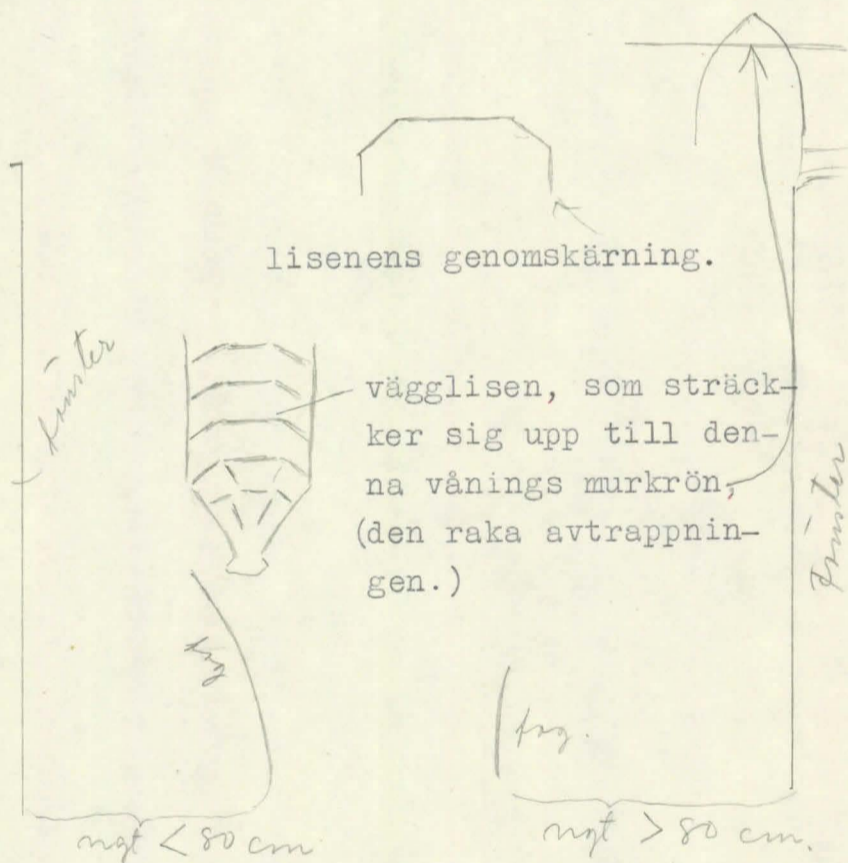 lisenens genomskärning.
fönster
vägglisen, som sträck-
ker sig upp till den-
na vånings murkrön,
(den raka avtrappnin-
gen.)
fönster
ngt < 80 cm
ngt > 80 cm.